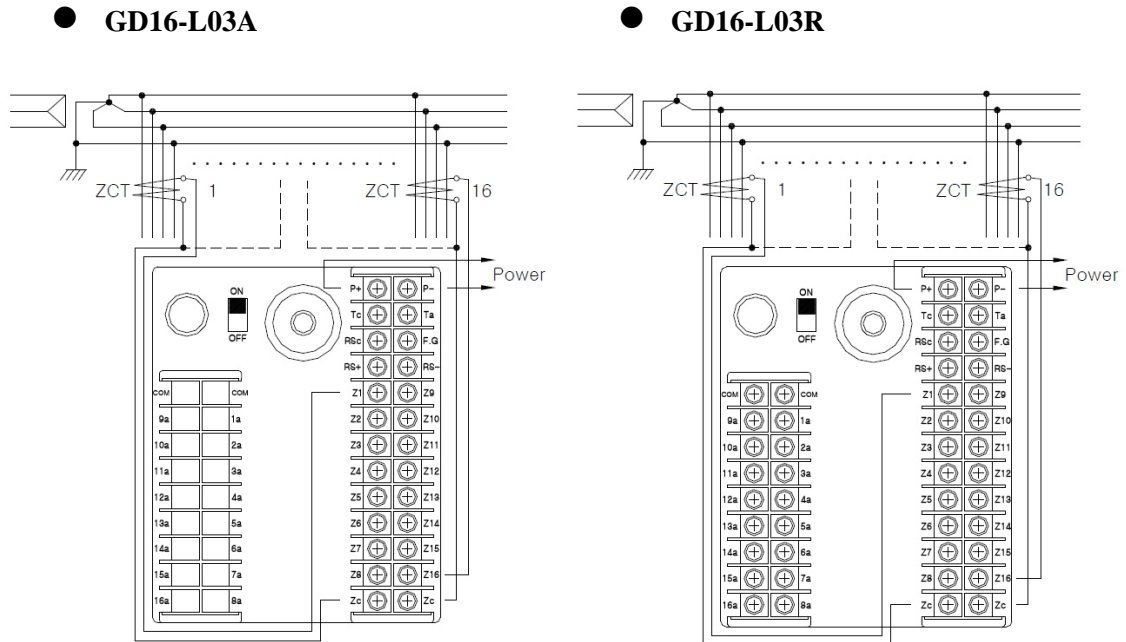 ● GD16-L03A ● GD16-L03R
ZCT 1 ZCT 16 ZCT 1 ZCT 16
Power Power
ON P+ P- ON P+ P-
Tc Ta Tc Ta
OFF RSc F.G OFF RSc F.G
RS+ RS- RS+ RS-
COM COM Z1 Z9 COM COM Z1 Z9
9a 1a Z2 Z10 9a 1a Z2 Z10
10a 2a Z3 Z11 10a 2a Z3 Z11
11a 3a Z4 Z12 11a 3a Z4 Z12
12a 4a Z5 Z13 12a 4a Z5 Z13
13a 5a Z6 Z14 13a 5a Z6 Z14
14a 6a Z7 Z15 14a 6a Z7 Z15
15a 7a Z8 Z16 15a 7a Z8 Z16
16a 8a Zc Zc 16a 8a Zc Zc